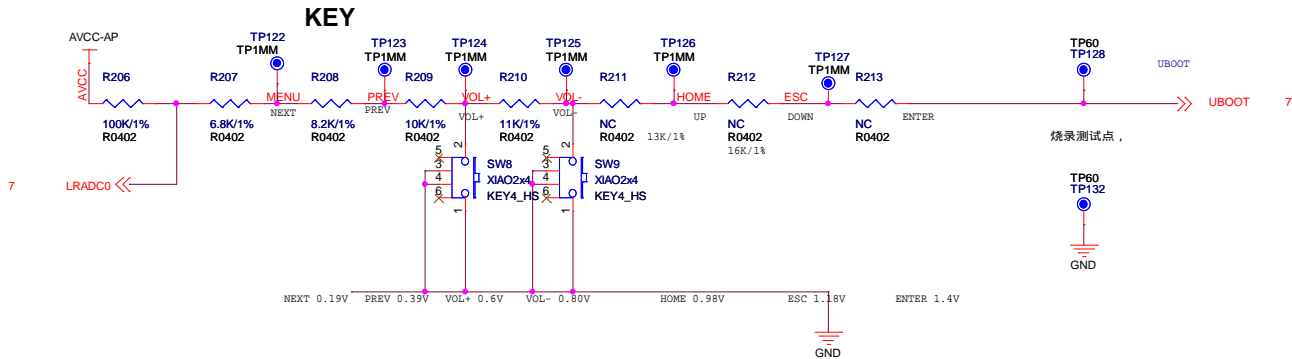 KEY
AVCC-AP
TP122
TP1MM
TP123
TP1MM
TP124
TP1MM
TP125
TP1MM
TP126
TP1MM
TP127
TP1MM
TP60
TP128
UBOOT
AVCC
R206
R207
R208
R209
R210
R211
R212
R213
MENU
PREV
VOL+
VOL-
HOME
ESC
UBOOT
7
NEXT
PREV
VOL+
VOL-
UP
DOWN
ENTER
100K/1%
R0402
6.8K/1%
R0402
8.2K/1%
R0402
10K/1%
R0402
11K/1%
R0402
NC
R0402
13K/1%
NC
R0402
16K/1%
NC
R0402
烧录测试点，
5
3
4
6
2
1
SW8
XIAO2x4
KEY4_HS
5
3
4
6
2
1
SW9
XIAO2x4
KEY4_HS
7
LRADC0
TP60
TP132
GND
NEXT 0.19V
PREV 0.39V
VOL+ 0.6V
VOL- 0.80V
HOME 0.98V
ESC 1.18V
ENTER 1.4V
GND